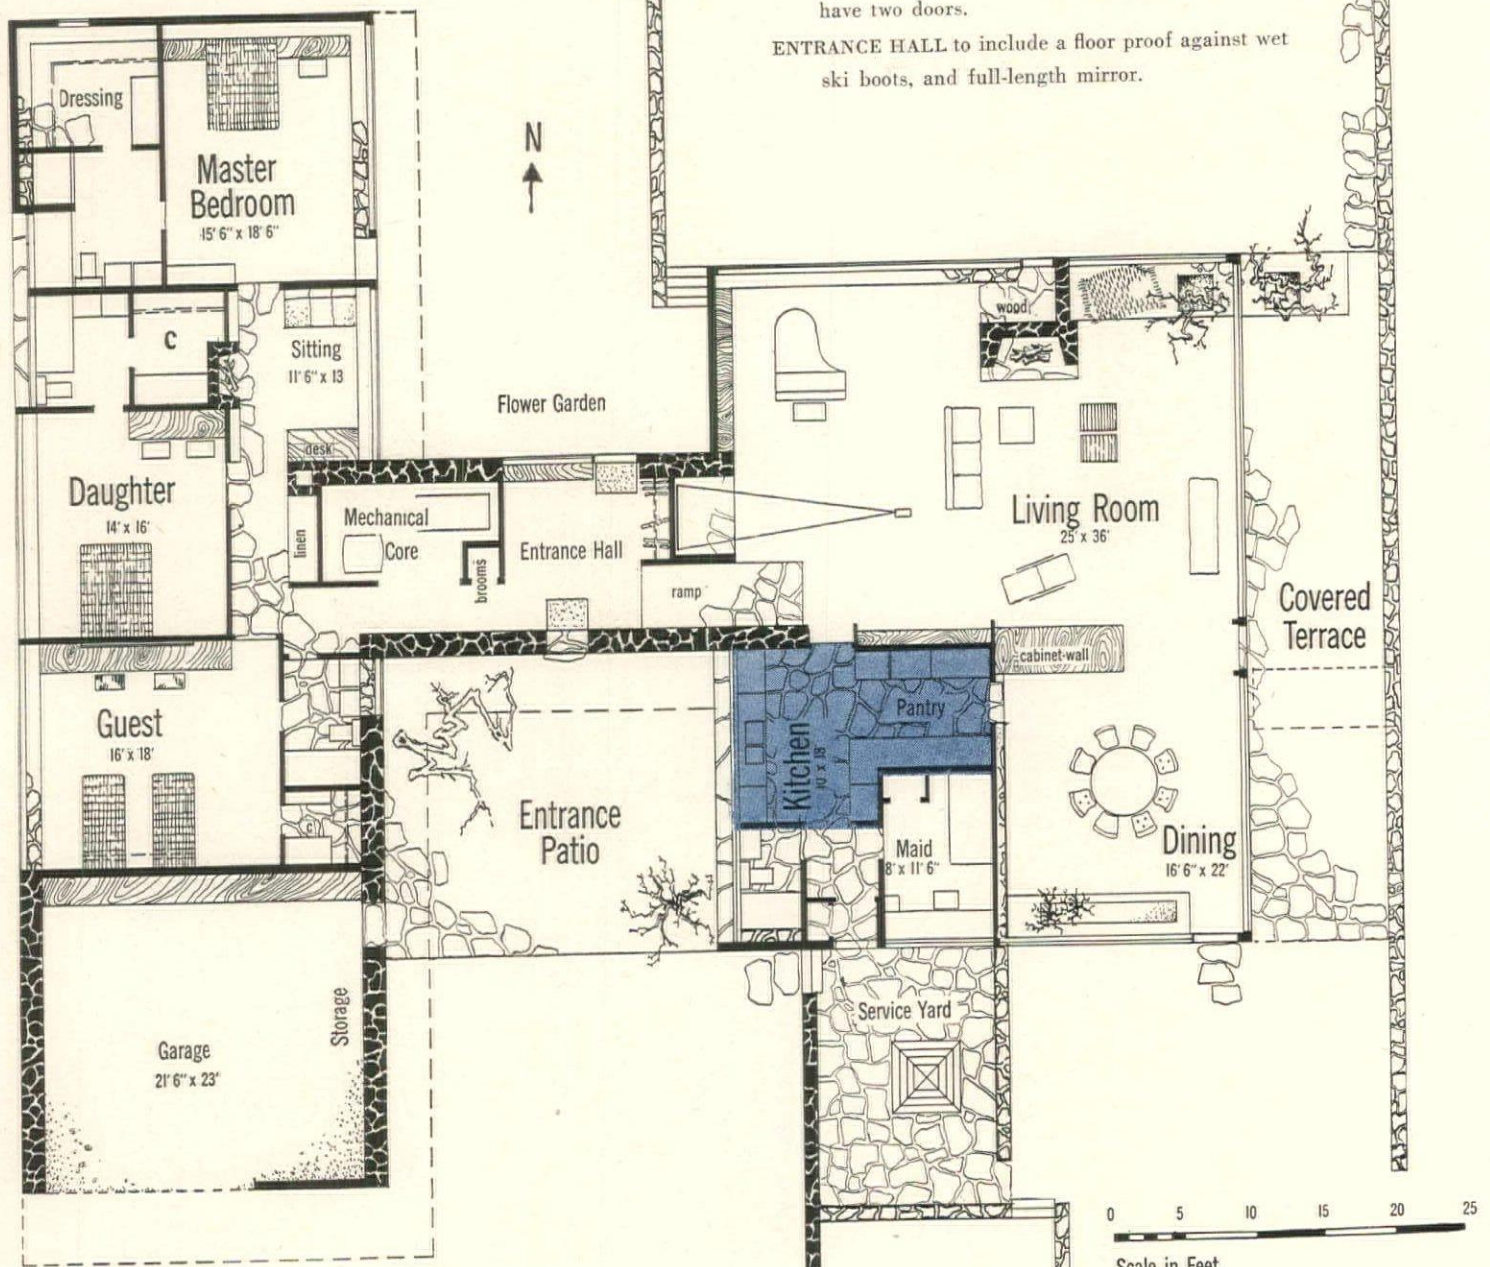 have two doors.
ENTRANCE HALL to include a floor proof against wet
ski boots, and full-length mirror.
N
Dressing
Master
Bedroom
15' 6" x 18' 6"
C
Sitting
11' 6" x 13
desk
Flower Garden
wood
Daughter
14' x 16'
linen
Mechanical
Core
brooms
Entrance Hall
ramp
Living Room
25' x 36'
Covered
Terrace
cabinet-wall
Guest
16' x 18'
Entrance
Patio
Kitchen
10 x 18
Pantry
Maid
8' x 11' 6"
Dining
16' 6" x 22'
c
Garage
21' 6" x 23'
Storage
Service Yard
0 5 10 15 20 25
Scale in Feet